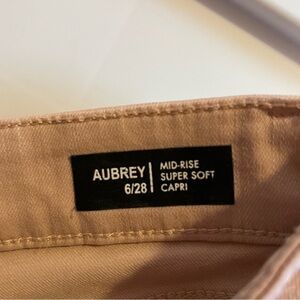 AUBREY
6/28
MID-RISE
SUPER SOFT
CAPRI